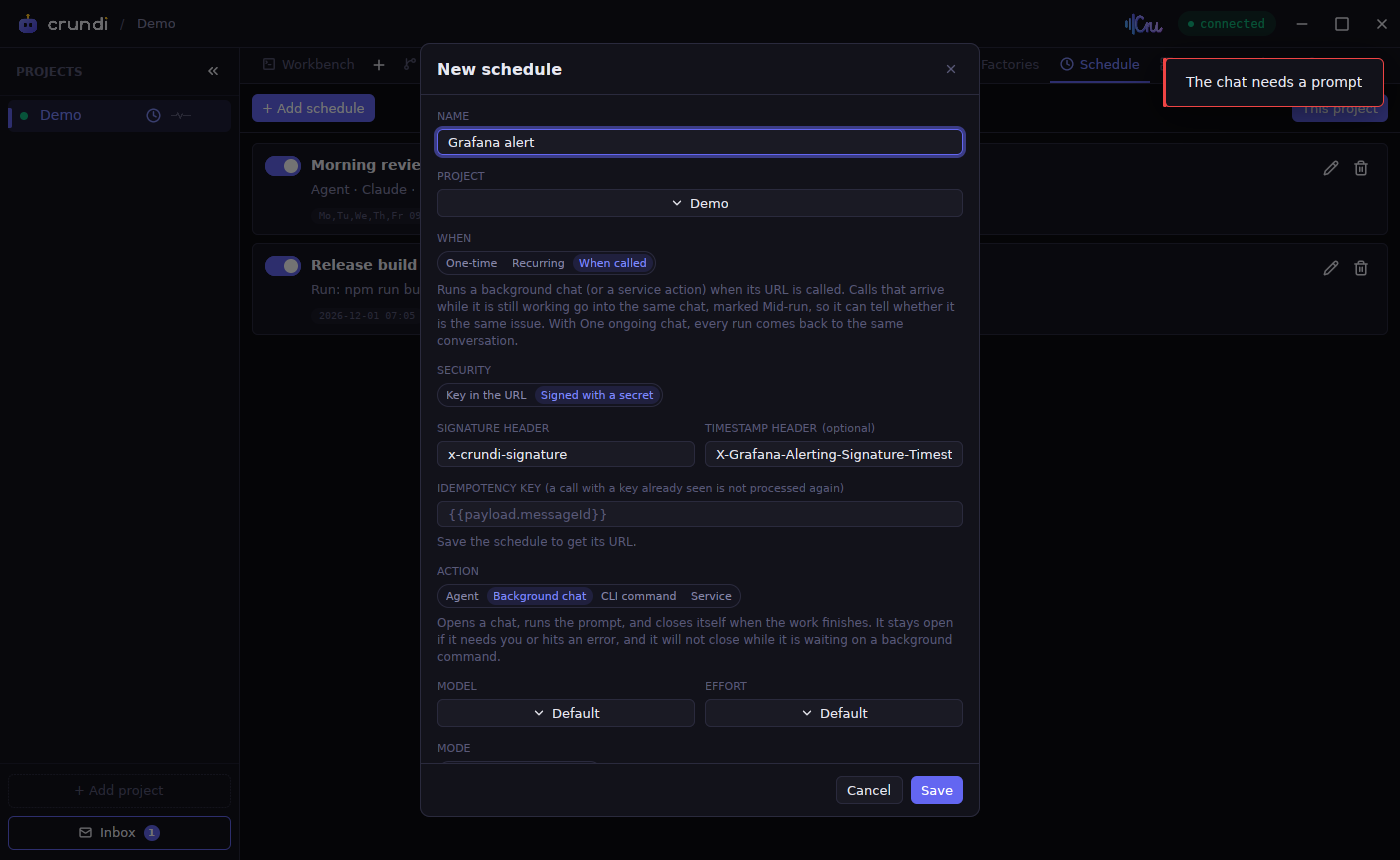 crundi / Demo
Cru
connected
PROJECTS
Workbench
Factories
Schedule
The chat needs a prompt
Demo
+ Add schedule
This project
Morning revie
Agent · Claude ·
Mo,Tu,We,Th,Fr 09
Release build
Run: npm run bu
2026-12-01 07:05
New schedule
NAME
Grafana alert
PROJECT
Demo
WHEN
One-time Recurring When called
Runs a background chat (or a service action) when its URL is called. Calls that arrive
while it is still working go into the same chat, marked Mid-run, so it can tell whether it
is the same issue. With One ongoing chat, every run comes back to the same
conversation.
SECURITY
Key in the URL Signed with a secret
SIGNATURE HEADER
TIMESTAMP HEADER (optional)
x-crundi-signature
X-Grafana-Alerting-Signature-Timest
IDEMPOTENCY KEY (a call with a key already seen is not processed again)
{{payload.messageId}}
Save the schedule to get its URL.
ACTION
Agent Background chat CLI command Service
Opens a chat, runs the prompt, and closes itself when the work finishes. It stays open
if it needs you or hits an error, and it will not close while it is waiting on a background
command.
MODEL
EFFORT
Default
Default
MODE
Cancel
Save
+ Add project
Inbox 1